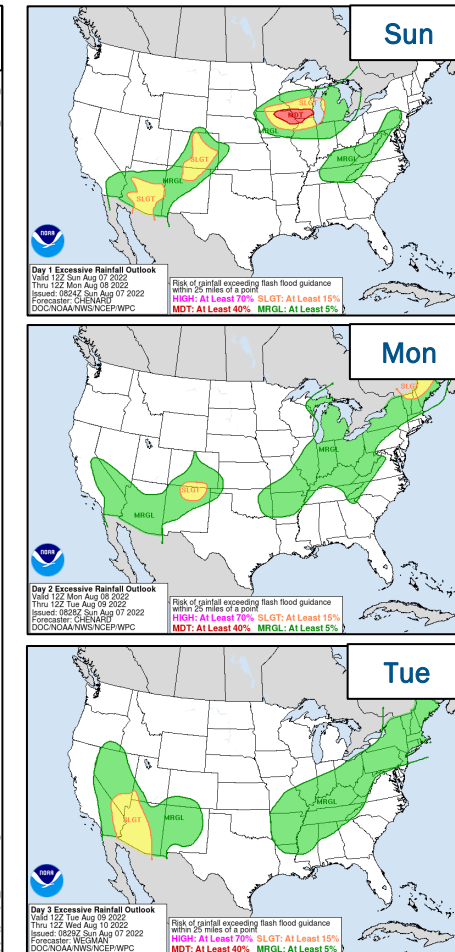 Sun
SLGT
MDT
MRGL
MRGL
SLGT
MRGL
SLGT
NOAA
Day 1 Excessive Rainfall Outlook
Valid 12Z Sun Aug 07 2022
Thru 12Z Mon Aug 08 2022
Issued: 0824Z Sun Aug 07 2022
Forecaster: CHENARD
DOC/NOAA/NWS/NCEP/WPC
Risk of rainfall exceeding flash flood guidance
within 25 miles of a point
HIGH: At Least 70% SLGT: At Least 15%
MDT: At Least 40% MRGL: At Least 5%
Mon
SLGT
MRGL
SLGT
MRGL
NOAA
Day 2 Excessive Rainfall Outlook
Valid 12Z Mon Aug 08 2022
Thru 12Z Tue Aug 09 2022
Issued: 0828Z Sun Aug 07 2022
Forecaster: CHENARD
DOC/NOAA/NWS/NCEP/WPC
Risk of rainfall exceeding flash flood guidance
within 25 miles of a point
HIGH: At Least 70% SLGT: At Least 15%
MDT: At Least 40% MRGL: At Least 5%
Tue
MRGL
SLGT
MRGL
NOAA
Day 3 Excessive Rainfall Outlook
Valid 12Z Tue Aug 09 2022
Thru 12Z Wed Aug 10 2022
Issued: 0829Z Sun Aug 07 2022
Forecaster: WEGMAN
DOC/NOAA/NWS/NCEP/WPC
Risk of rainfall exceeding flash flood guidance
within 25 miles of a point
HIGH: At Least 70% SLGT: At Least 15%
MDT: At Least 40% MRGL: At Least 5%